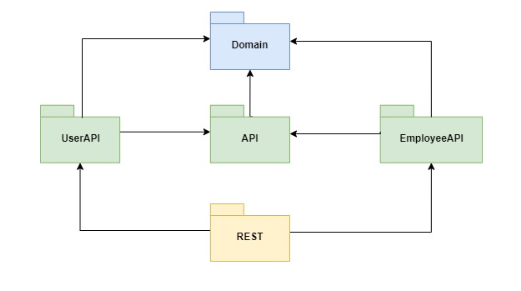 Domain
UserAPI
API
EmployeeAPI
REST